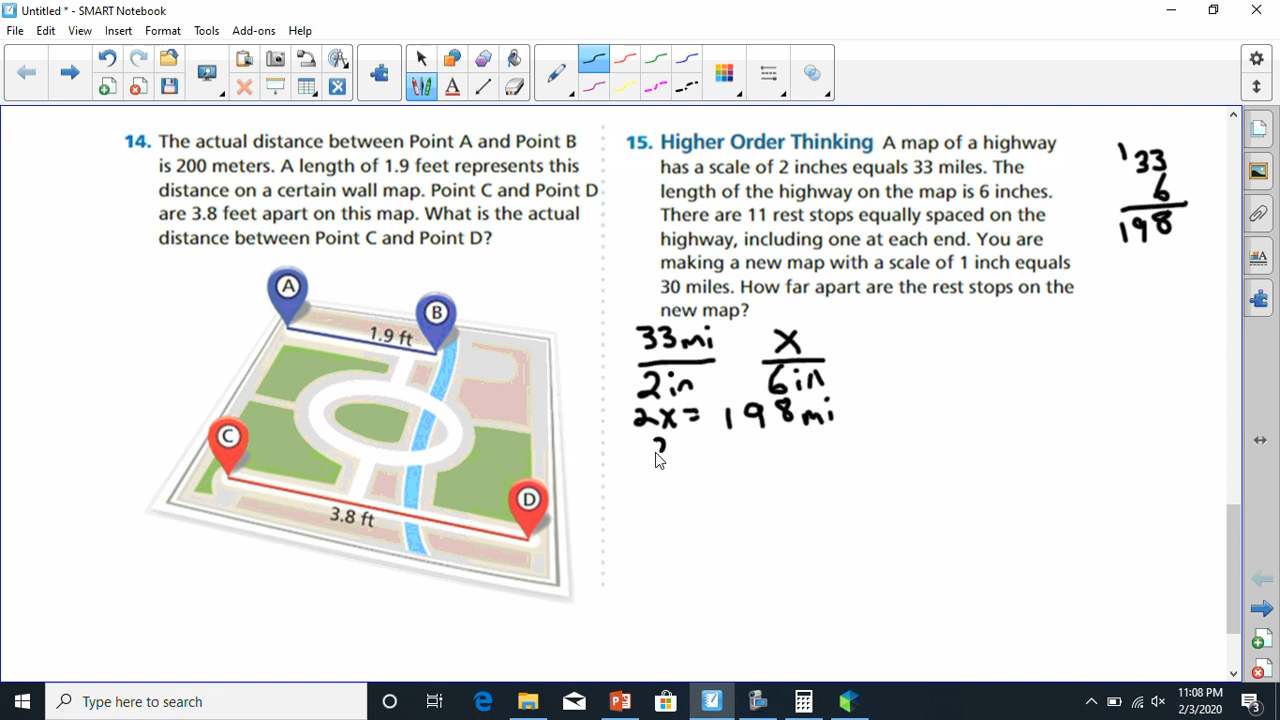 Untitled * - SMART Notebook
File Edit View Insert Format Tools Add-ons Help
14. The actual distance between Point A and Point B
is 200 meters. A length of 1.9 feet represents this
distance on a certain wall map. Point C and Point D
are 3.8 feet apart on this map. What is the actual
distance between Point C and Point D?
A
B
1.9 ft
C
D
3.8 ft
15. Higher Order Thinking A map of a highway
has a scale of 2 inches equals 33 miles. The
length of the highway on the map is 6 inches.
There are 11 rest stops equally spaced on the
highway, including one at each end. You are
making a new map with a scale of 1 inch equals
30 miles. How far apart are the rest stops on the
new map?
33mi X
2in 6in
2x= 198mi
1
33
6
198
Type here to search
11:08 PM
2/3/2020
3